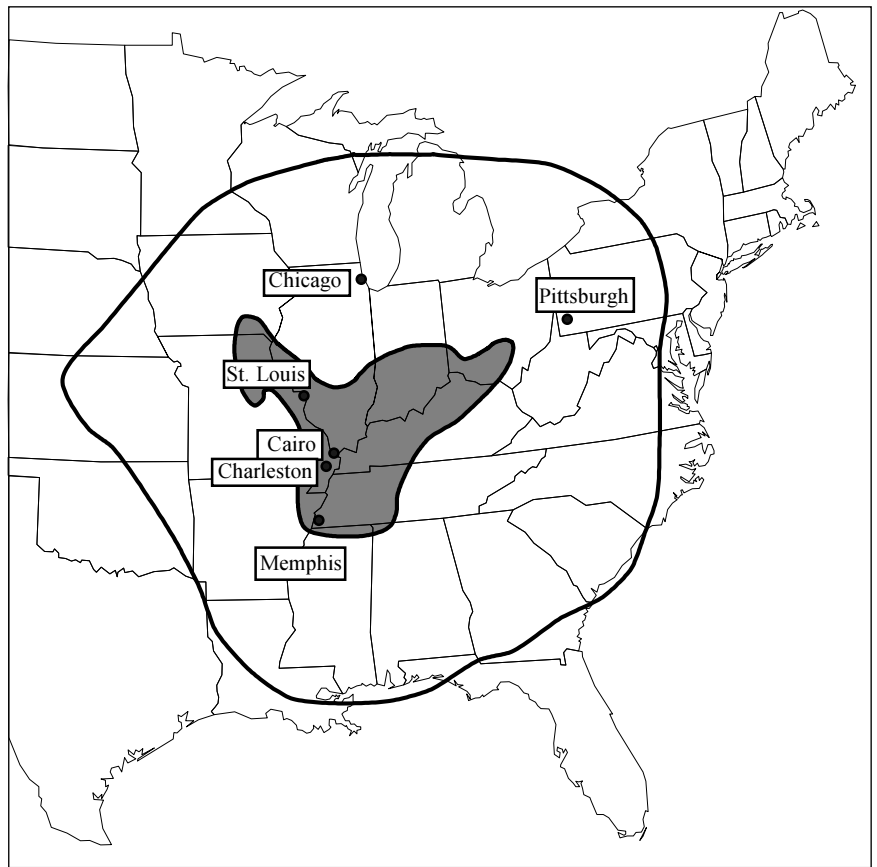 Chicago
Pittsburgh
St. Louis
Cairo
Charleston
Memphis